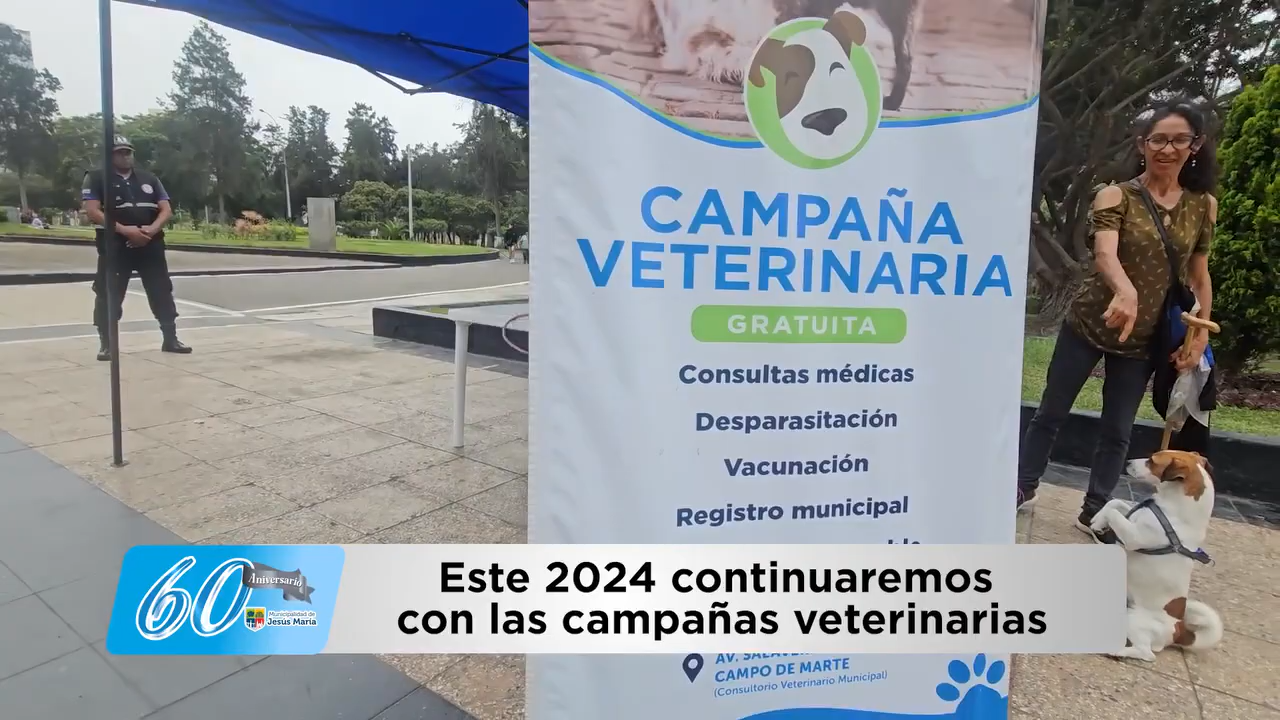 CAMPAÑA
VETERINARIA
GRATUITA
Consultas médicas
Desparasitación
Vacunación
Registro municipal
60
Aniversario
Municipalidad de
Jesús María
Este 2024 continuaremos
con las campañas veterinarias
AV.
CAMPO DE MARTE
(Consultorio Veterinario Municipal)